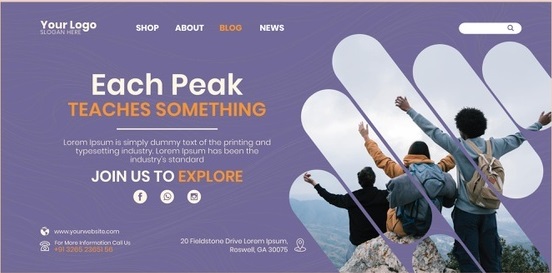 Your Logo
SLOGAN HERE
SHOP
ABOUT
BLOG
NEWS
Each Peak
TEACHES SOMETHING
Lorem Ipsum is simply dummy text of the printing and
typesetting industry. Lorem Ipsum has been the
industry's standard
JOIN US TO EXPLORE
www.yourwebsite.com
For More Information Call Us
+91 3265 23851 56
20 Fieldstone Drive Lorem Ipsum,
Roswell, GA 30075